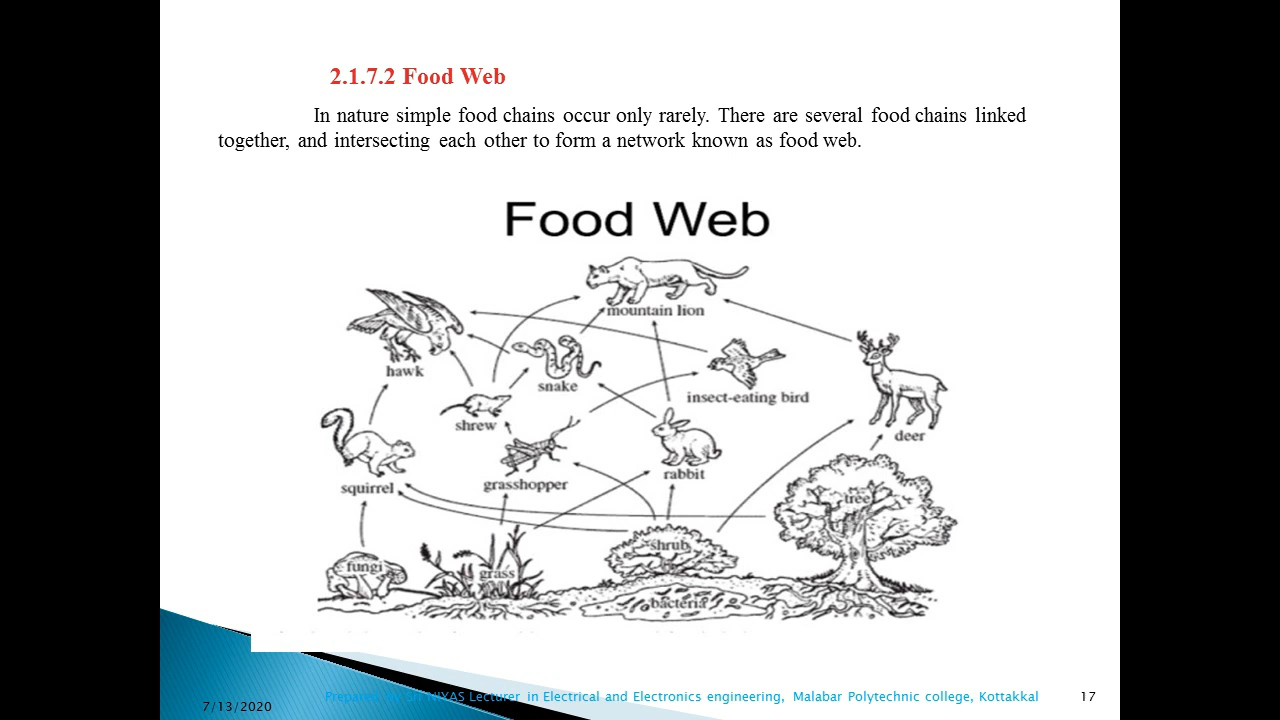 2.1.7.2 Food Web
In nature simple food chains occur only rarely. There are several food chains linked
together, and intersecting each other to form a network known as food web.
Food Web
mountain lion
hawk
snake
insect-eating bird
shrew
deer
squirrel
grasshopper
rabbit
tree
fungi
grass
shrub
bacteria
Lecturer in Electrical and Electronics engineering, Malabar Polytechnic college, Kottakkal
17
7/13/2020